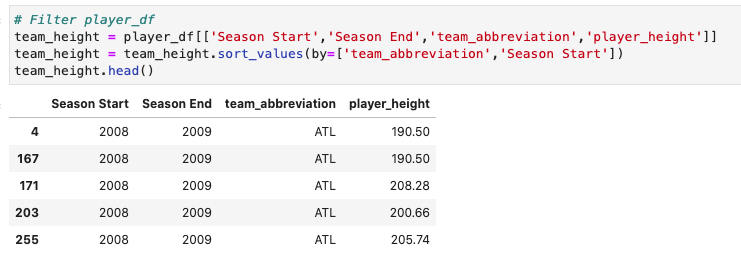 # Filter player_df
team_height = player_df[['Season Start','Season End','team_abbreviation','player_height']]
team_height = team_height.sort_values(by=['team_abbreviation','Season Start'])
team_height.head()
Season Start Season End team_abbreviation player_height
4 2008 2009 ATL 190.50
167 2008 2009 ATL 190.50
171 2008 2009 ATL 208.28
203 2008 2009 ATL 200.66
255 2008 2009 ATL 205.74